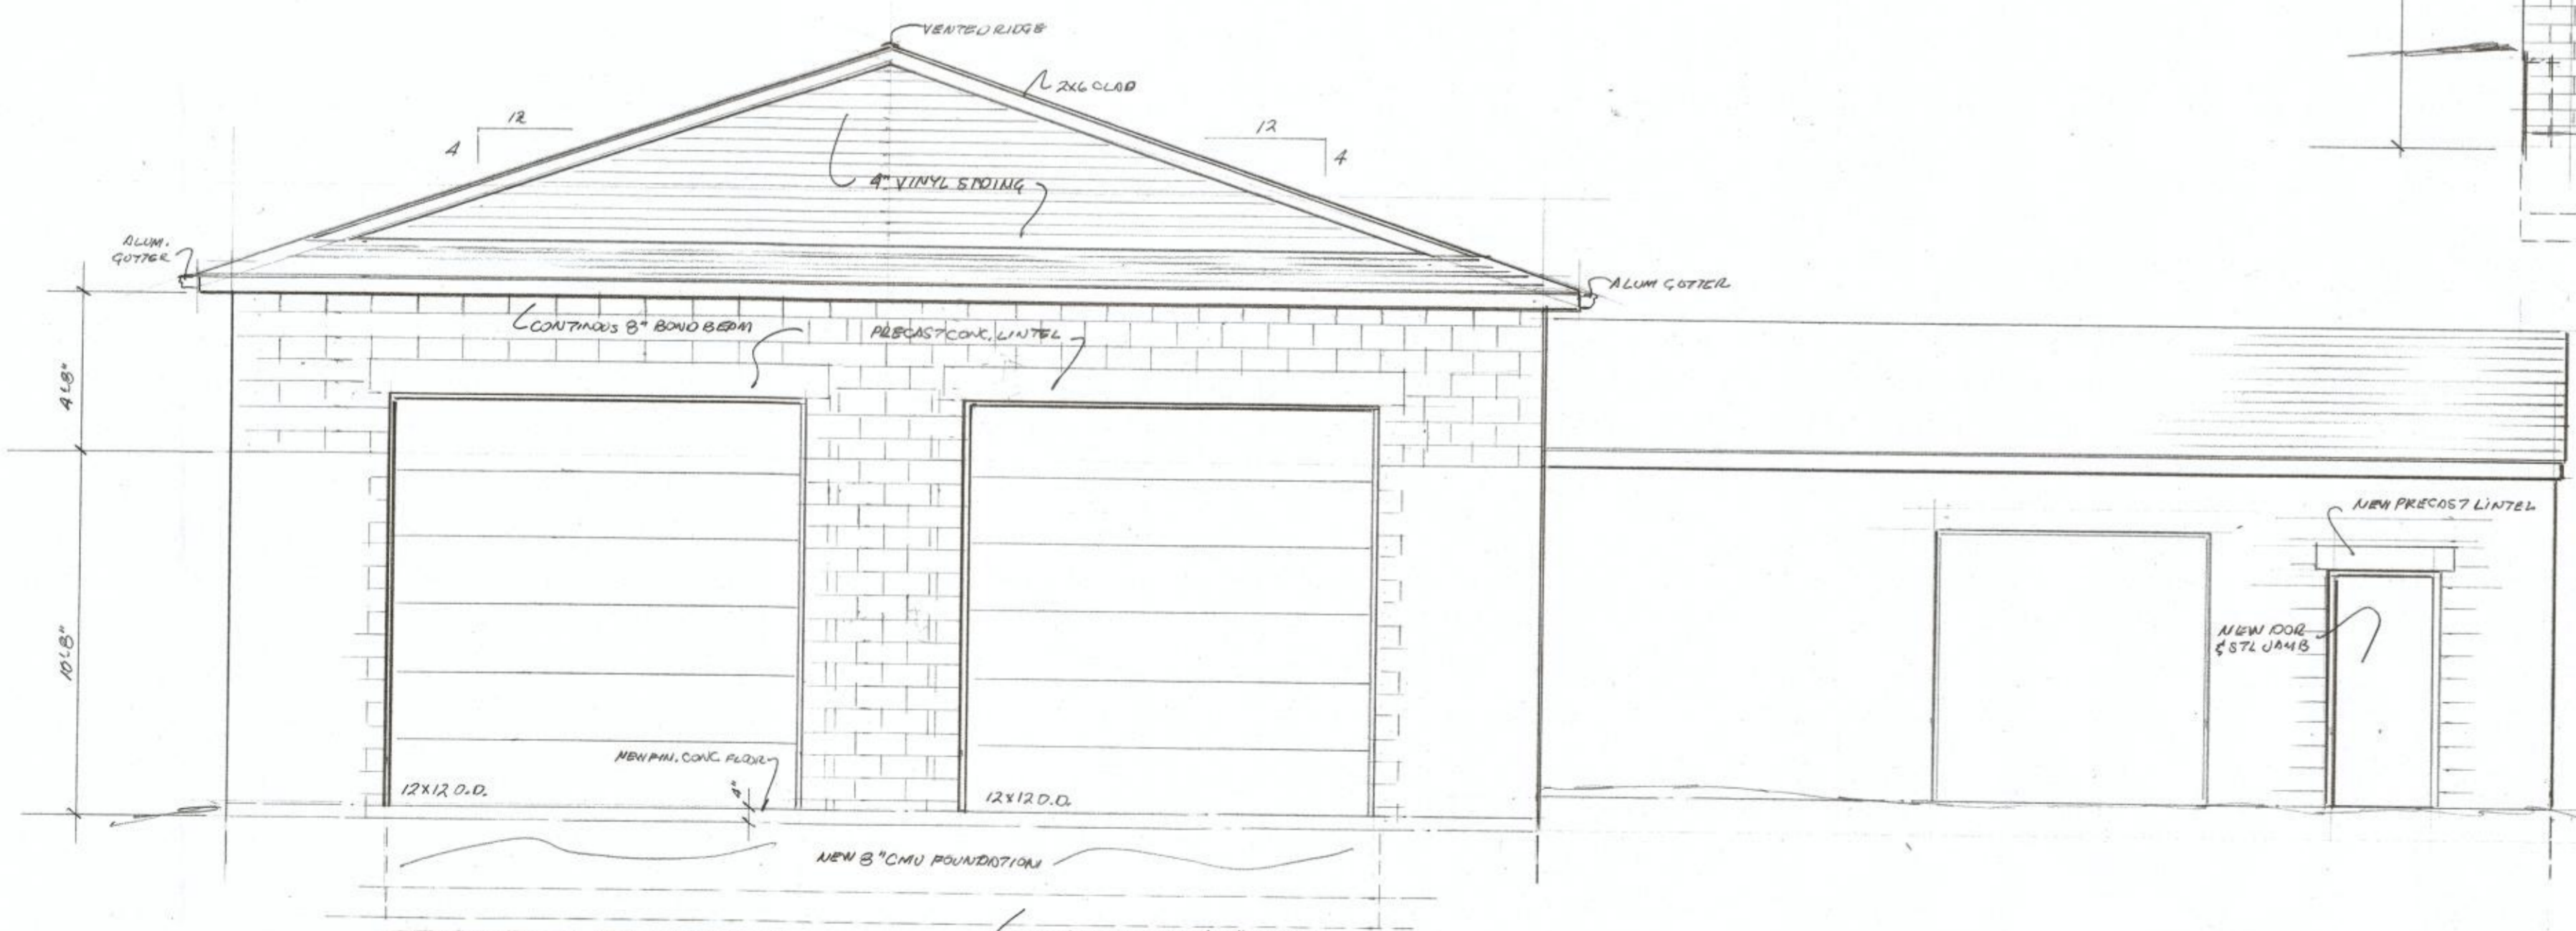 VENTED RIDGE
2X6 CLAD
12
4
12
4
4" VINYL SIDING
ALUM.
GUTTER
ALUM GUTTER
CONTINOUS 8" BOND BEAM
PRECAST CONC. LINTEL
4'-8"
10'-8"
NEW PRECAST LINTEL
NEW DOR
& STL JAMB
NEW FIN. CONC. FLOOR
4"
12X12 O.D.
12X12 O.D.
NEW 8" CMU FOUNDATION